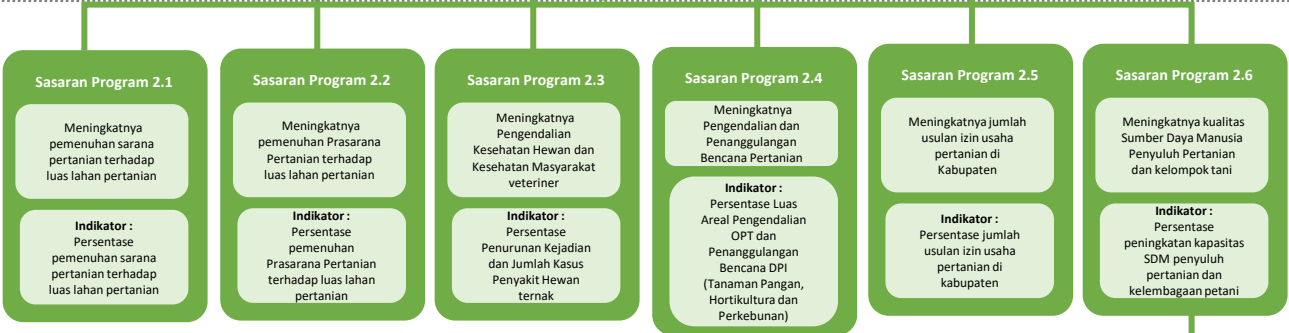 Sasaran Program 2.1
Meningkatnya
pemenuhan sarana
pertanian terhadap
luas lahan pertanian
Indikator :
Persentase
pemenuhan sarana
pertanian terhadap
luas lahan pertanian
Sasaran Program 2.2
Meningkatnya
pemenuhan Prasarana
Pertanian terhadap
luas lahan pertanian
Indikator :
Persentase
pemenuhan
Prasarana Pertanian
terhadap luas lahan
pertanian
Sasaran Program 2.3
Meningkatnya
Pengendalian
Kesehatan Hewan dan
Kesehatan Masyarakat
veteriner
Indikator :
Persentase
Penurunan Kejadian
dan Jumlah Kasus
Penyakit Hewan
ternak
Sasaran Program 2.4
Meningkatnya
Pengendalian dan
Penanggulangan
Bencana Pertanian
Indikator :
Persentase Luas
Areal Pengendalian
OPT dan
Penanggulangan
Bencana DPI
(Tanaman Pangan,
Hortikultura dan
Perkebunan)
Sasaran Program 2.5
Meningkatnya jumlah
usulan izin usaha
pertanian di
Kabupaten
Indikator :
Persentase jumlah
usulan izin usaha
pertanian di
kabupaten
Sasaran Program 2.6
Meningkatnya kualitas
Sumber Daya Manusia
Penyuluh Pertanian
dan kelompok tani
Indikator :
Persentase
peningkatan kapasitas
SDM penyuluh
pertanian dan
kelembagaan petani